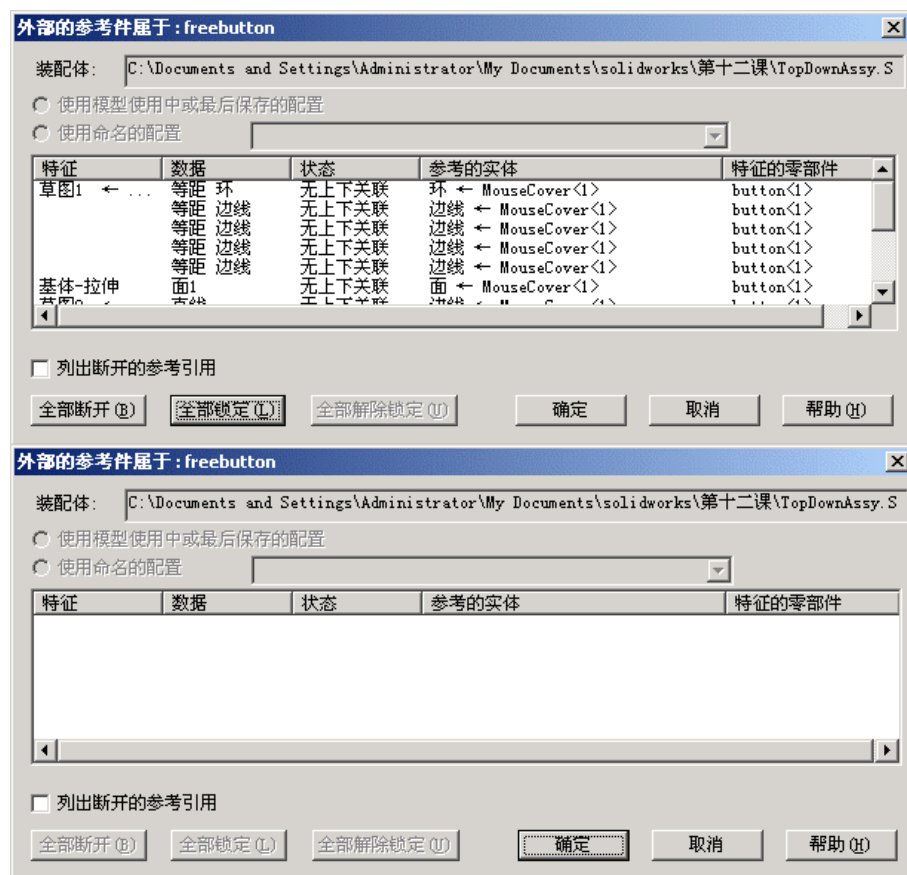 外部的参考件属于:freebutton
装配体: C:\Documents and Settings\Administrator\My Documents\solidworks\第十二课\TopDownAssy.S
使用模型使用中或最后保存的配置
使用命名的配置
特征 数据 状态 参考的实体 特征的零部件
草图1 ← ... 等距 环 无上下关联 环 ← MouseCover<1> button<1>
等距 边线 无上下关联 边线 ← MouseCover<1> button<1>
等距 边线 无上下关联 边线 ← MouseCover<1> button<1>
等距 边线 无上下关联 边线 ← MouseCover<1> button<1>
等距 边线 无上下关联 边线 ← MouseCover<1> button<1>
基体-拉伸 面1 无上下关联 面 ← MouseCover<1> button<1>
列出断开的参考引用
全部断开(B) 全部锁定(L) 全部解除锁定(U) 确定 取消 帮助(H)
外部的参考件属于:freebutton
装配体: C:\Documents and Settings\Administrator\My Documents\solidworks\第十二课\TopDownAssy.S
使用模型使用中或最后保存的配置
使用命名的配置
特征 数据 状态 参考的实体 特征的零部件
列出断开的参考引用
全部断开(B) 全部锁定(L) 全部解除锁定(U) 确定 取消 帮助(H)